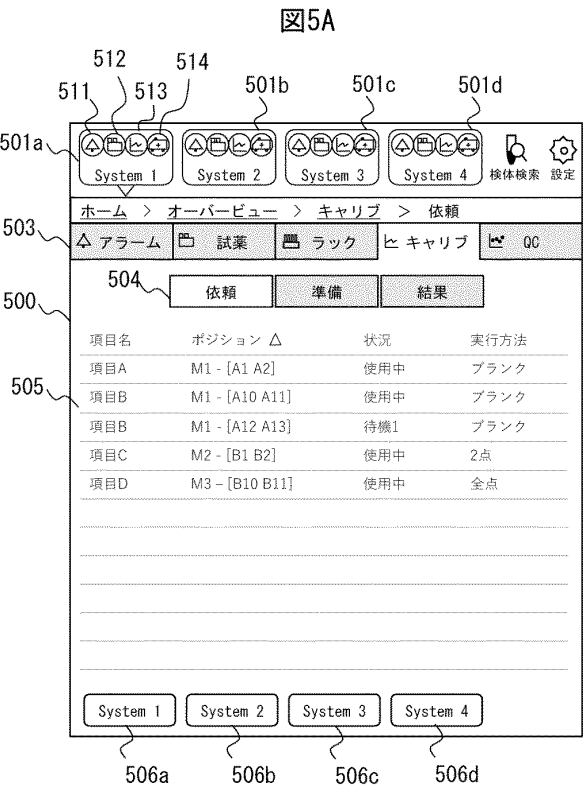 図5A
512
514
511
513
501b
501c
501d
501a
System 1 System 2 System 3 System 4 検体検索 設定
ホーム > オーバービュー > キャリブ > 依頼
503
アラーム 試薬 ラック キャリブ QC
504
依頼 準備 結果
500
項目名 ポジション △ 状況 実行方法
項目A M1 - [A1 A2] 使用中 ブランク
505
項目B M1 - [A10 A11] 使用中 ブランク
項目B M1 - [A12 A13] 待機1 ブランク
項目C M2 - [B1 B2] 使用中 2点
項目D M3 – [B10 B11] 使用中 全点
System 1 System 2 System 3 System 4
506a 506b 506c 506d